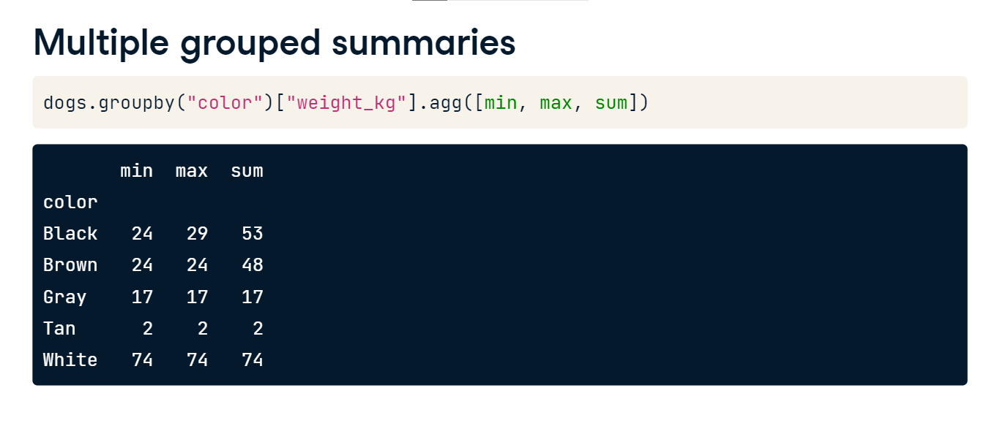 Multiple grouped summaries
dogs.groupby("color")["weight_kg"].agg([min, max, sum])
       min  max  sum
color
Black   24   29   53
Brown   24   24   48
Gray    17   17   17
Tan      2    2    2
White   74   74   74